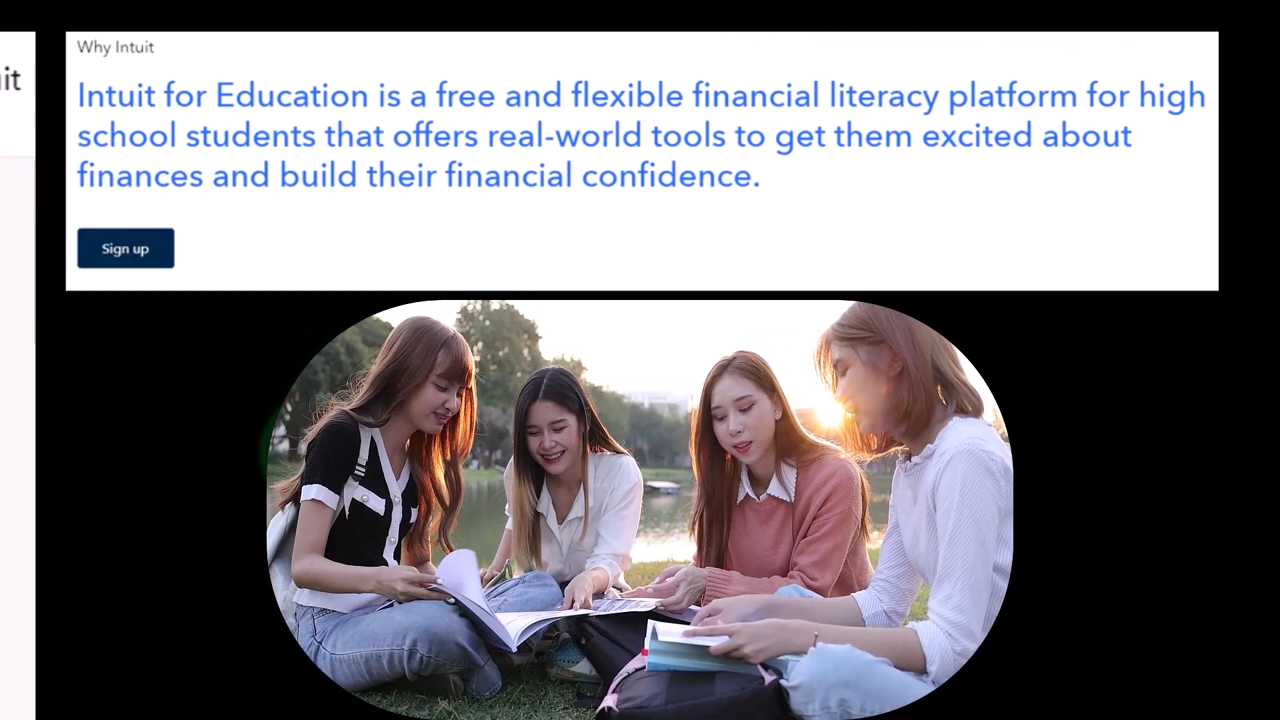 it
Why Intuit
Intuit for Education is a free and flexible financial literacy platform for high
school students that offers real-world tools to get them excited about
finances and build their financial confidence.
Sign up